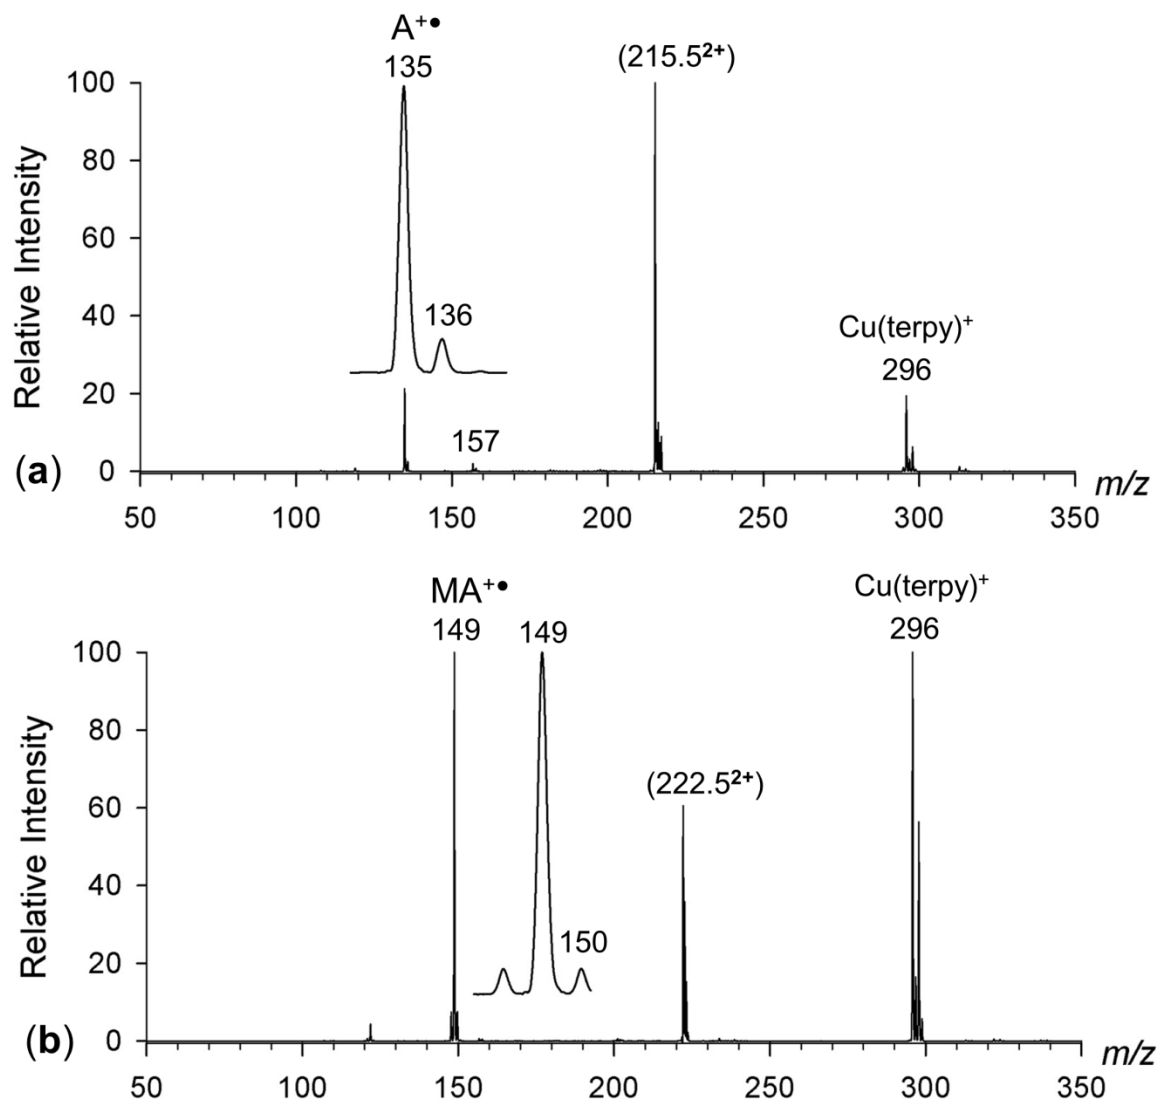 A⁺•
135
(215.5²⁺)
100
80
60
136
Cu(terpy)⁺
40
296
20
157
0
Relative Intensity
(a)
m/z
50 100 150 200 250 300 350
MA⁺•
Cu(terpy)⁺
149 149
296
100
80
(222.5²⁺)
60
40
150
20
0
Relative Intensity
(b)
m/z
50 100 150 200 250 300 350